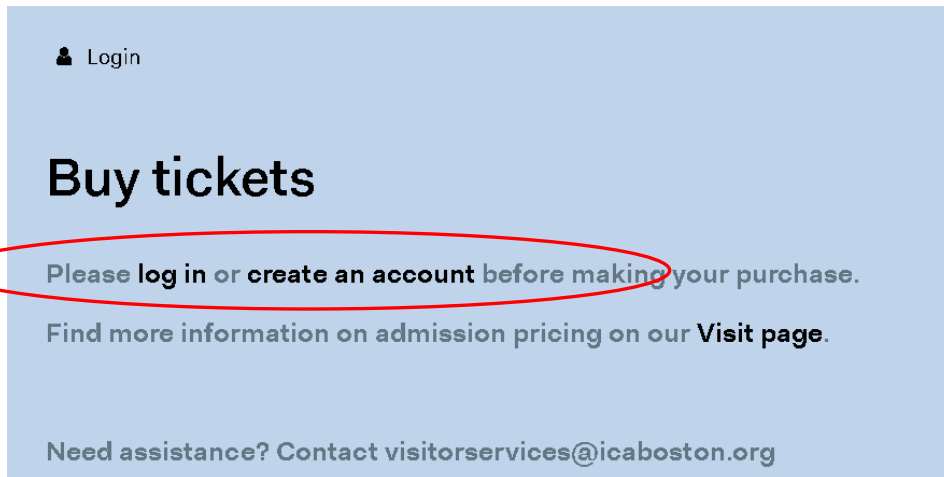 Login
Buy tickets
Please log in or create an account before making your purchase.
Find more information on admission pricing on our Visit page.
Need assistance? Contact visitorservices@icaboston.org